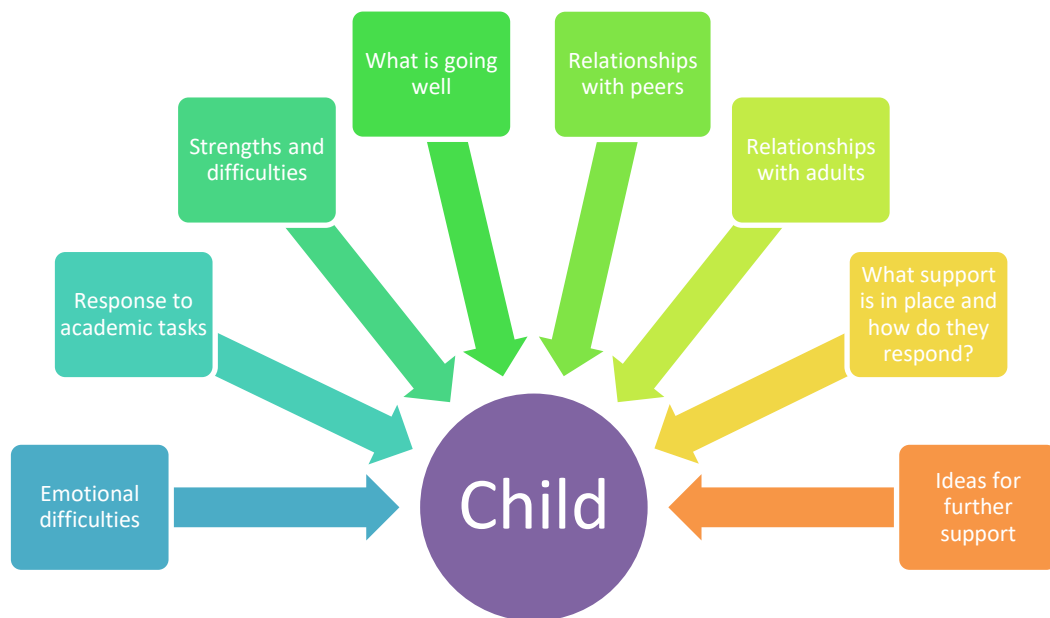 What is going
well
Relationships
with peers
Strengths and
difficulties
Relationships
with adults
Response to
academic tasks
What support
is in place and
how do they
respond?
Emotional
difficulties
Child
Ideas for
further
support